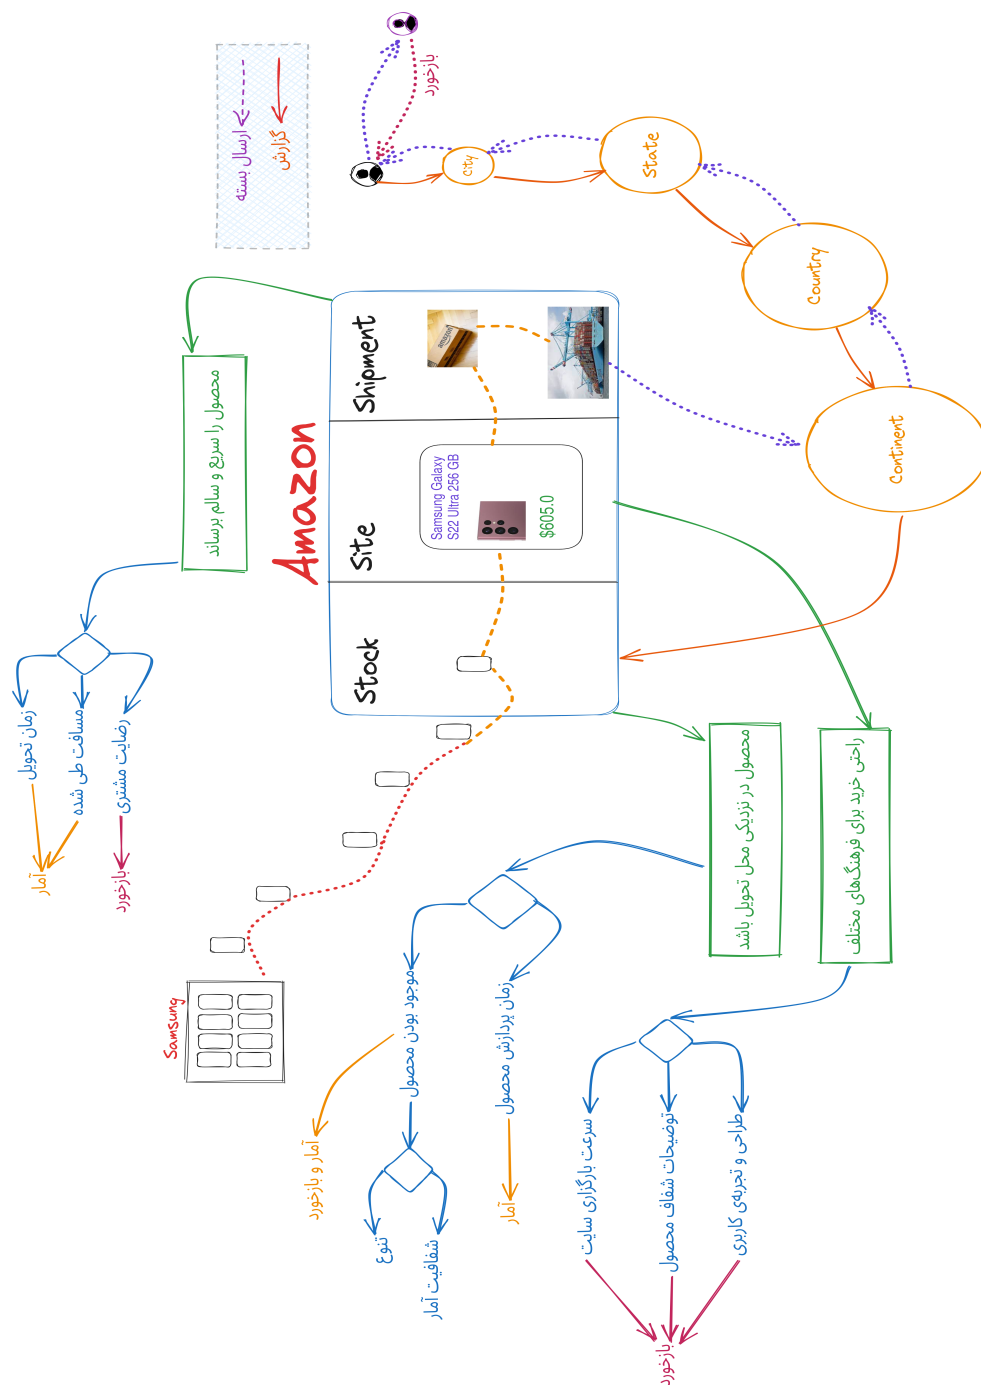 بازخورد
ارسال بسته
گزارش
City
State
Country
Continent
Amazon
Stock
Site
Shipment
Samsung Galaxy
S22 Ultra 256 GB
$605.0
amazon
Samsung
محصول را سریع و سالم برساند
زمان تحویل
مسافت طی شده
رضایت مشتری
آمار
بازخورد
محصول در نزدیکی محل تحویل باشد
موجود بودن محصول
زمان پردازش محصول
آمار و بازخورد
آمار
تنوع
شفافیت آمار
راحتی خرید برای فرهنگ‌های مختلف
سرعت بارگزاری سایت
توضیحات شفاف محصول
طراحی و تجربه‌ی کاربری
بازخورد